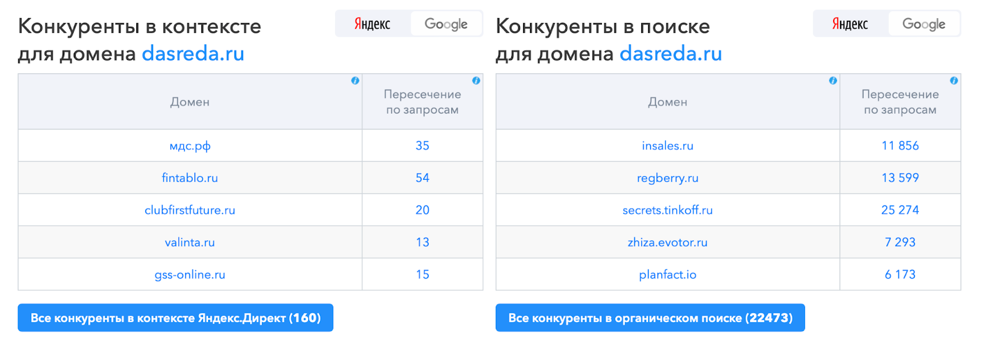 Конкуренты в контексте
для домена dasreda.ru
Яндекс Google
Домен
Пересечение
по запросам
мдс.рф 35
fintablo.ru 54
clubfirstfuture.ru 20
valinta.ru 13
gss-online.ru 15
Все конкуренты в контексте Яндекс.Директ (160)
Конкуренты в поиске
для домена dasreda.ru
Яндекс Google
Домен
Пересечение
по запросам
insales.ru 11 856
regberry.ru 13 599
secrets.tinkoff.ru 25 274
zhiza.evotor.ru 7 293
planfact.io 6 173
Все конкуренты в органическом поиске (22473)